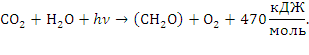 CO₂ + H₂O + hν → (CH₂O) + O₂ + 470 кДЖ/моль.